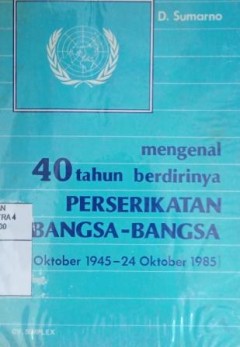 D. Sumarno
mengenal
40 tahun berdirinya
PERSERIKATAN
BANGSA-BANGSA
Oktober 1945-24 Oktober 1985